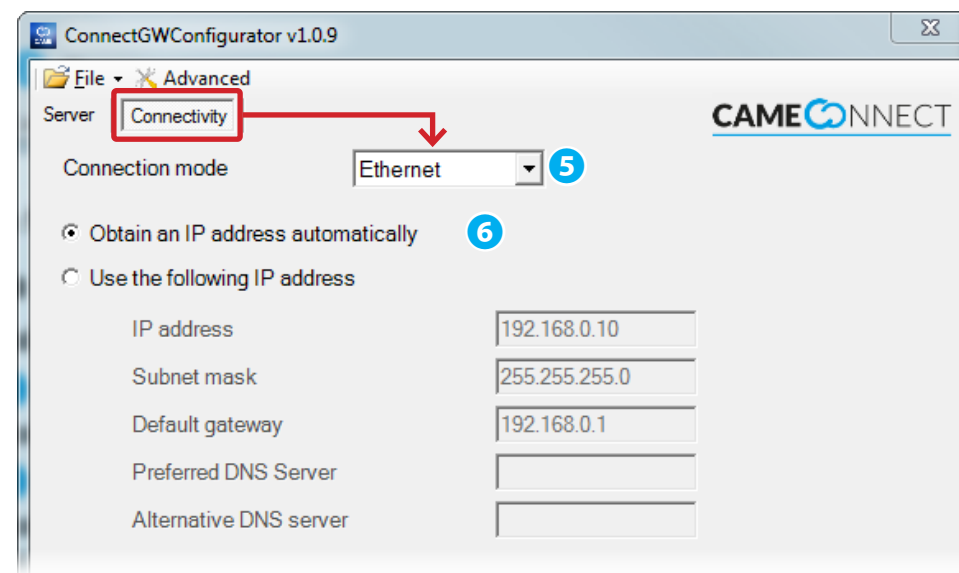 ConnectGWConfigurator v1.0.9
File Advanced
Server Connectivity
CAME CONNECT
Connection mode Ethernet 5
Obtain an IP address automatically 6
Use the following IP address
IP address 192.168.0.10
Subnet mask 255.255.255.0
Default gateway 192.168.0.1
Preferred DNS Server
Alternative DNS server